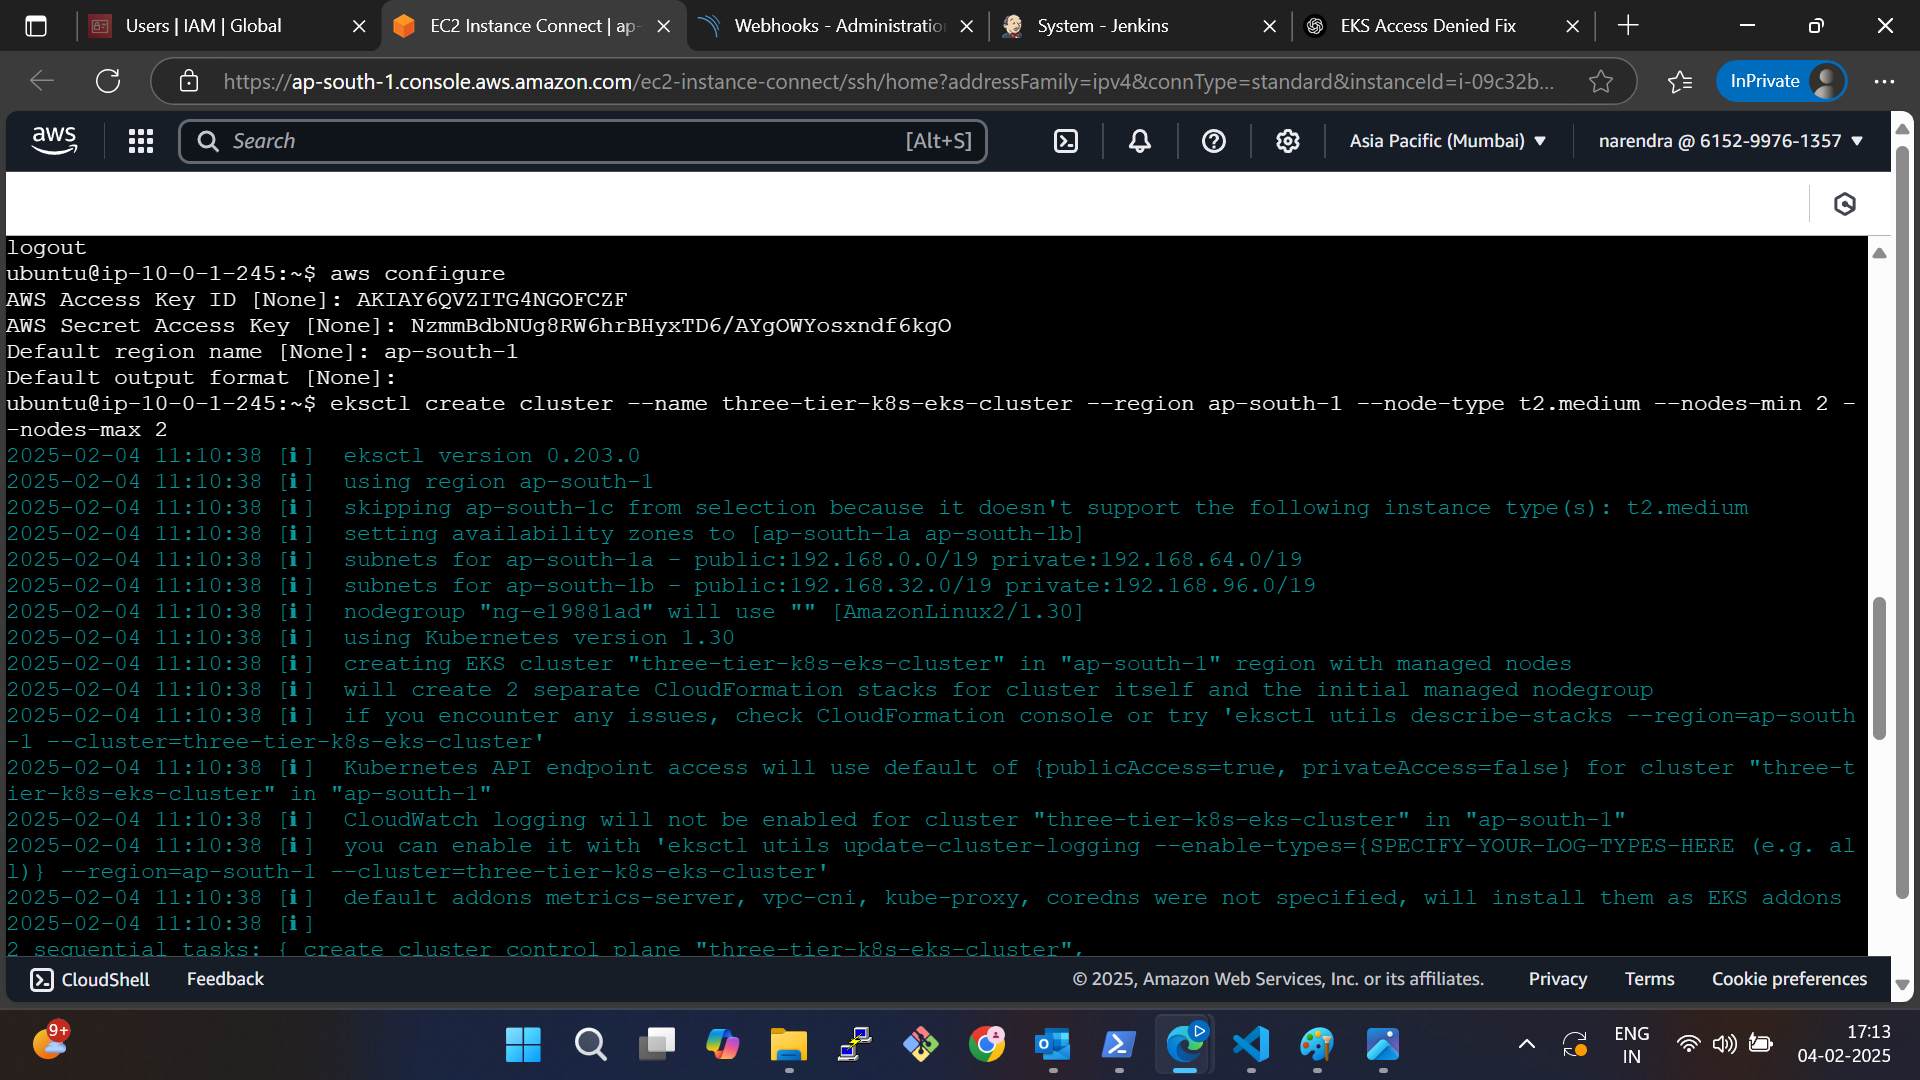 Users | IAM | Global
EC2 Instance Connect | ap-
Webhooks - Administration
System - Jenkins
EKS Access Denied Fix
https://ap-south-1.console.aws.amazon.com/ec2-instance-connect/ssh/home?addressFamily=ipv4&connType=standard&instanceId=i-09c32b...
InPrivate
aws
Search
[Alt+S]
Asia Pacific (Mumbai)
narendra @ 6152-9976-1357
logout
ubuntu@ip-10-0-1-245:~$ aws configure
AWS Access Key ID [None]: AKIAY6QVZITG4NGOFCZF
AWS Secret Access Key [None]: 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
Default region name [None]: ap-south-1
Default output format [None]:
ubuntu@ip-10-0-1-245:~$ eksctl create cluster --name three-tier-k8s-eks-cluster --region ap-south-1 --node-type t2.medium --nodes-min 2 -
-nodes-max 2
2025-02-04 11:10:38 [ℹ]  eksctl version 0.203.0
2025-02-04 11:10:38 [ℹ]  using region ap-south-1
2025-02-04 11:10:38 [ℹ]  skipping ap-south-1c from selection because it doesn't support the following instance type(s): t2.medium
2025-02-04 11:10:38 [ℹ]  setting availability zones to [ap-south-1a ap-south-1b]
2025-02-04 11:10:38 [ℹ]  subnets for ap-south-1a - public:192.168.0.0/19 private:192.168.64.0/19
2025-02-04 11:10:38 [ℹ]  subnets for ap-south-1b - public:192.168.32.0/19 private:192.168.96.0/19
2025-02-04 11:10:38 [ℹ]  nodegroup "ng-e19881ad" will use "" [AmazonLinux2/1.30]
2025-02-04 11:10:38 [ℹ]  using Kubernetes version 1.30
2025-02-04 11:10:38 [ℹ]  creating EKS cluster "three-tier-k8s-eks-cluster" in "ap-south-1" region with managed nodes
2025-02-04 11:10:38 [ℹ]  will create 2 separate CloudFormation stacks for cluster itself and the initial managed nodegroup
2025-02-04 11:10:38 [ℹ]  if you encounter any issues, check CloudFormation console or try 'eksctl utils describe-stacks --region=ap-south
-1 --cluster=three-tier-k8s-eks-cluster'
2025-02-04 11:10:38 [ℹ]  Kubernetes API endpoint access will use default of {publicAccess=true, privateAccess=false} for cluster "three-t
ier-k8s-eks-cluster" in "ap-south-1"
2025-02-04 11:10:38 [ℹ]  CloudWatch logging will not be enabled for cluster "three-tier-k8s-eks-cluster" in "ap-south-1"
2025-02-04 11:10:38 [ℹ]  you can enable it with 'eksctl utils update-cluster-logging --enable-types={SPECIFY-YOUR-LOG-TYPES-HERE (e.g. al
l)} --region=ap-south-1 --cluster=three-tier-k8s-eks-cluster'
2025-02-04 11:10:38 [ℹ]  default addons metrics-server, vpc-cni, kube-proxy, coredns were not specified, will install them as EKS addons
2025-02-04 11:10:38 [ℹ]
2 sequential tasks: { create cluster control plane "three-tier-k8s-eks-cluster",
CloudShell
Feedback
© 2025, Amazon Web Services, Inc. or its affiliates.
Privacy
Terms
Cookie preferences
9+
ENG
IN
17:13
04-02-2025